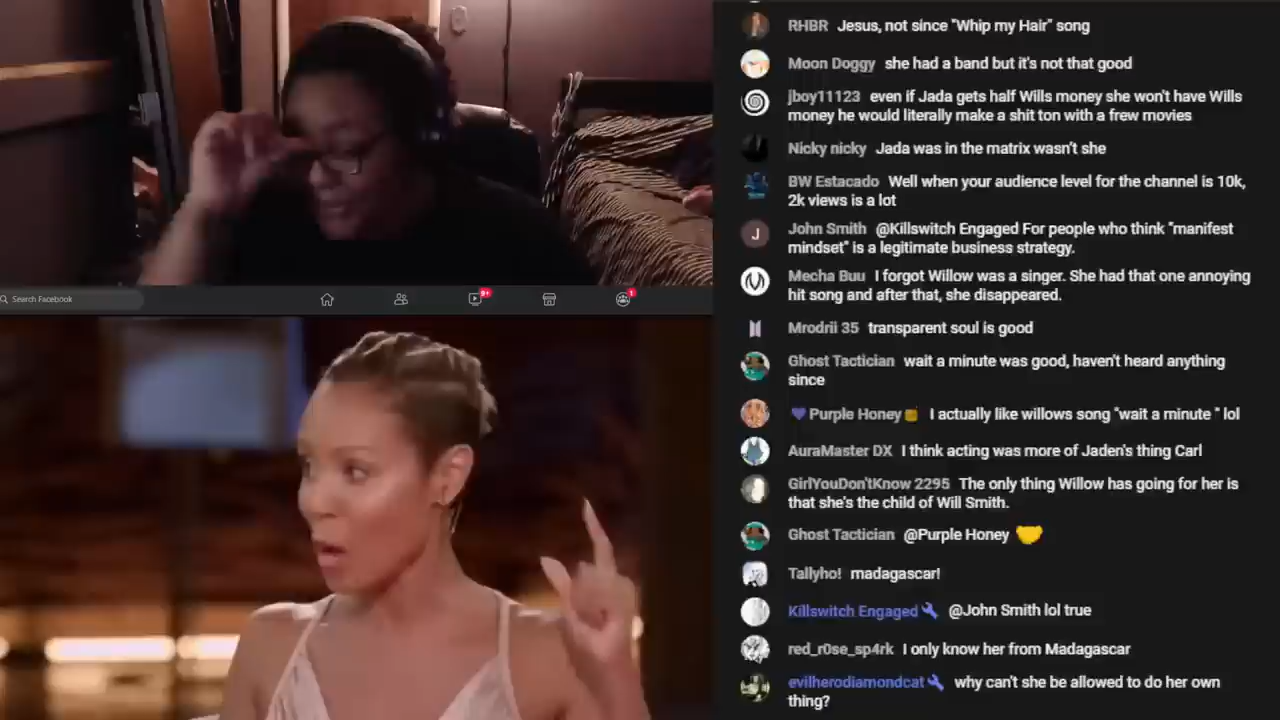 RHBR Jesus, not since "Whip my Hair" song
Moon Doggy she had a band but it's not that good
jboy11123 even if Jada gets half Wills money she won't have Wills
money he would literally make a shit ton with a frew movies
Nicky nicky Jada was in the matrix wasn't she
BW Estacado Well when your audience level for the channel is 10k,
2k views is a lot
J
John Smith @Killswitch Engaged For people who think "manifest
mindset" is a legitimate business strategy.
Mecha Buu I forgot Willow was a singer. She had that one annoying
hit song and after that, she disappeared.
Search Facebook
9+
1
Mrodrii 35 transparent soul is good
Ghost Tactician wait a minute was good, haven't heard anything
since
💜Purple Honey🍯 I actually like willows song "wait a minute " lol
AuraMaster DX I think acting was more of Jaden's thing Carl
GirlYouDon'tKnow 2295 The only thing Willow has going for her is
that she's the child of Will Smith.
Ghost Tactician @Purple Honey
Tallyho! madagascar!
Killswitch Engaged @John Smith lol true
red_r0se_sp4rk I only know her from Madagascar
evilherodiamondcat why can't she be allowed to do her own
thing?